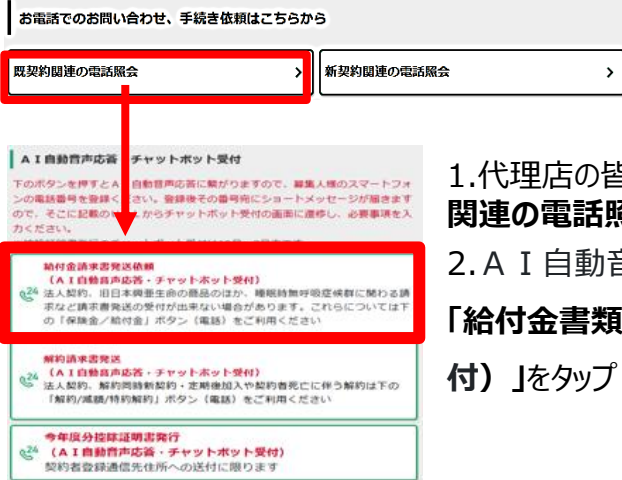 お電話でのお問い合わせ、手続き依頼はこちらから
既契約関連の電話照会 >
新契約関連の電話照会 >
ＡＩ自動音声応答 チャットボット受付
下のボタンを押すとA 自動音声応答に繋がりますので、募集人様のスマートフォ
ンの電話番号を登録く さい。登録後その番号宛にショートメッセージが届きます
ので、そこに記載の からチャットボット受付の画面に遷移し、必要事項を入
力ください。
給付金請求書発送依頼
（ＡＩ自動音声応答・チャットボット受付）
24 法人契約、旧日本興亜生命の商品のほか、睡眠時無呼吸症候群に関わる請
求など請求書発送の受付が出来ない場合があります。これらについては下
の「保険金／給付金」ボタン（電話）をご利用ください
解約請求書発送
（ＡＩ自動音声応答・チャットボット受付）
24 法人契約、解約同時新契約・定期後加入や契約者死亡に伴う解約は下の
「解約/減額/特約解約」ボタン（電話）をご利用ください
今年度分控除証明書発行
（ＡＩ自動音声応答・チャットボット受付）
24 契約者登録通信先住所への送付に限ります
1.代理店の皆
関連の電話照
2.ＡＩ自動音
「給付金書類
付）」をタップ